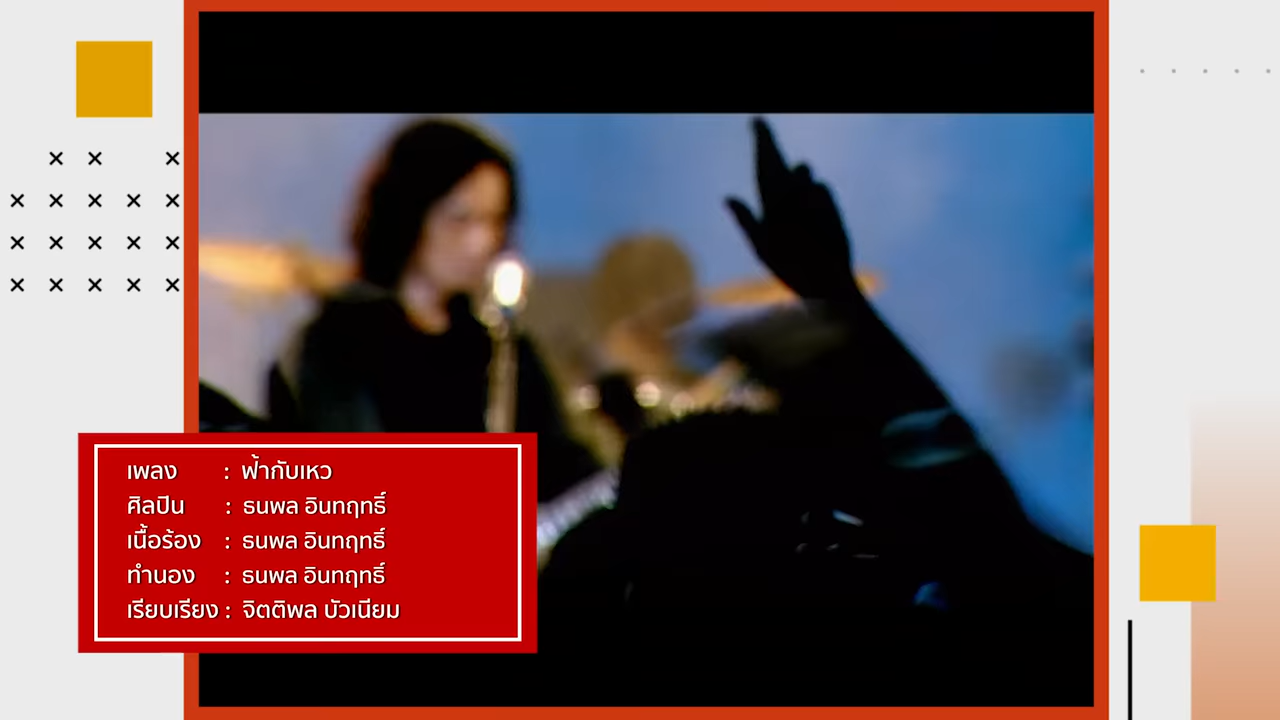 เพลง : ฟ้ากับเหว
ศิลปิน : ธนพล อินทฤทธิ์
เนื้อร้อง : ธนพล อินทฤทธิ์
ทำนอง : ธนพล อินทฤทธิ์
เรียบเรียง : จิตติพล บัวเนียม